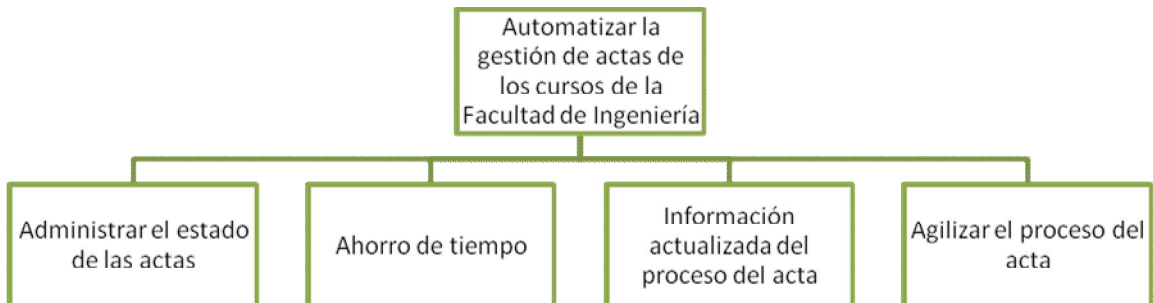 Automatizar la
gestión de actas de
los cursos de la
Facultad de Ingeniería
Administrar el estado
de las actas
Ahorro de tiempo
Información
actualizada del
proceso del acta
Agilizar el proceso del
acta